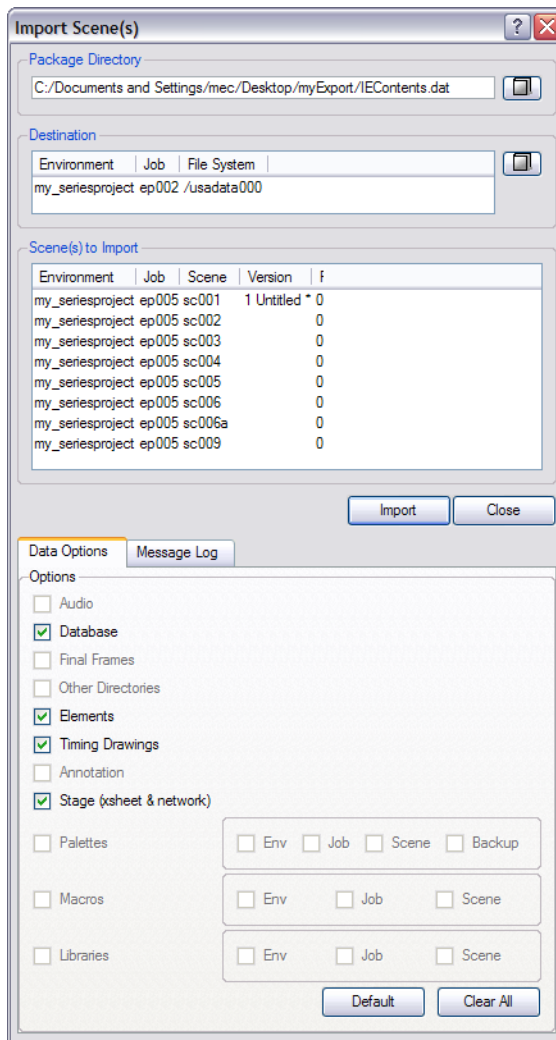 Import Scene(s)
?
Package Directory
C:/Documents and Settings/mec/Desktop/myExport/IEContents.dat
Destination
Environment Job File System
my_seriesproject ep002 /usadata000
Scene(s) to Import
Environment Job Scene Version F
my_seriesproject ep005 sc001 1 Untitled * 0
my_seriesproject ep005 sc002 0
my_seriesproject ep005 sc003 0
my_seriesproject ep005 sc004 0
my_seriesproject ep005 sc005 0
my_seriesproject ep005 sc006 0
my_seriesproject ep005 sc006a 0
my_seriesproject ep005 sc009 0
Import Close
Data Options Message Log
Options
Audio
Database
Final Frames
Other Directories
Elements
Timing Drawings
Annotation
Stage (xsheet & network)
Palettes Env Job Scene Backup
Macros Env Job Scene
Libraries Env Job Scene
Default Clear All